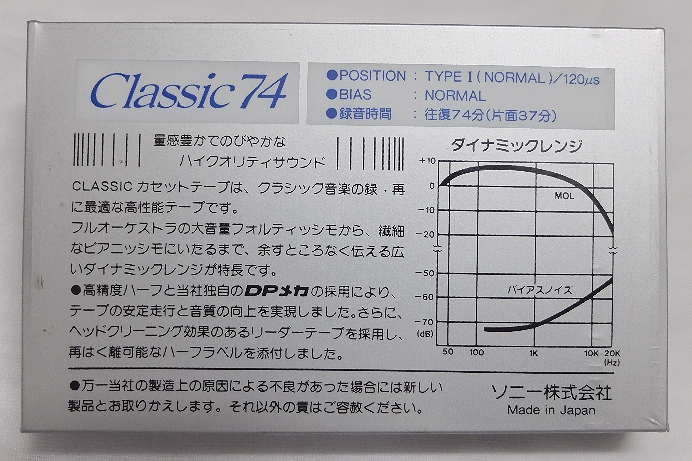 Classic 74
●POSITION : TYPE I (NORMAL)/120μs
●BIAS : NORMAL
●録音時間 : 往復74分(片面37分)
量感豊かでのびやかな
ハイクオリティサウンド
CLASSIC カセットテープは、クラシック音楽の録・再
に最適な高性能テープです。
フルオーケストラの大音量フォルティッシモから、繊細
なピアニッシモにいたるまで、余すところなく伝える広
いダイナミックレンジが特長です。
●高精度ハーフと当社独自のDPメカの採用により、
テープの安定走行と音質の向上を実現しました。さらに、
ヘッドクリーニング効果のあるリーダーテープを採用し、
再はく離可能なハーフラベルを添付しました。
ダイナミックレンジ
+10
0
MOL
-10
-20
-50
バイアスノイズ
-60
-70
(dB)
50 100 1K 10K 20K
(Hz)
●万一当社の製造上の原因による不良があった場合には新しい
製品とお取りかえします。それ以外の責はご容赦ください。
ソニー株式会社
Made in Japan